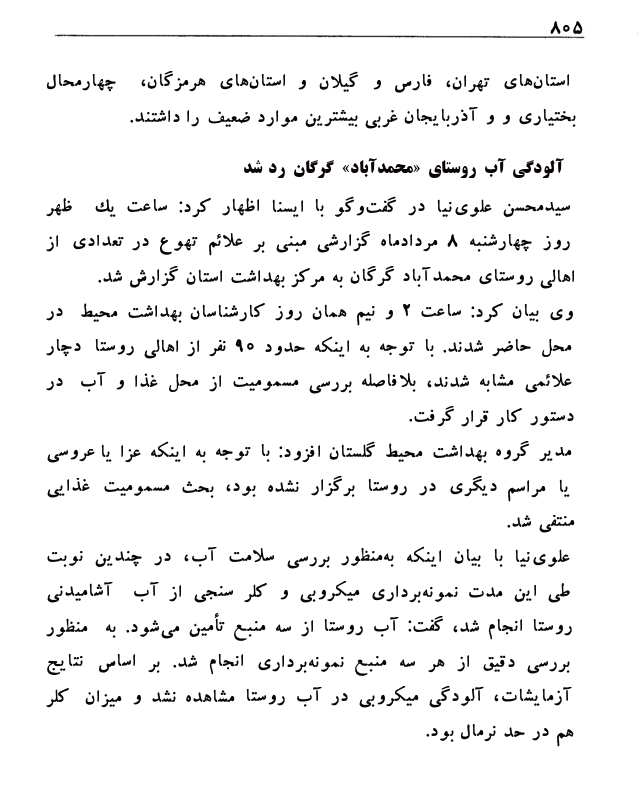 ۸۰۵
استان‌های تهران، فارس و گیلان و استان‌های هرمزگان، چهارمحال
بختیاری و و آذربایجان غربی بیشترین موارد ضعیف را داشتند.
آلودگی آب روستای «محمدآباد» گرگان رد شد
سیدمحسن علوی‌نیا در گفت‌وگو با ایسنا اظهار کرد: ساعت یك ظهر
روز چهارشنبه ۸ مردادماه گزارشی مبنی بر علائم تهوع در تعدادی از
اهالی روستای محمدآباد گرگان به مرکز بهداشت استان گزارش شد.
وی بیان کرد: ساعت ۲ و نیم همان روز کارشناسان بهداشت محیط در
محل حاضر شدند. با توجه به اینکه حدود ۹۰ نفر از اهالی روستا دچار
علائمی مشابه شدند، بلافاصله بررسی مسمومیت از محل غذا و آب در
دستور کار قرار گرفت.
مدیر گروه بهداشت محیط گلستان افزود: با توجه به اینکه عزا یا عروسی
یا مراسم دیگری در روستا برگزار نشده بود، بحث مسمومیت غذایی
منتفی شد.
علوی‌نیا با بیان اینکه به‌منظور بررسی سلامت آب، در چندین نوبت
طی این مدت نمونه‌برداری میکروبی و کلر سنجی از آب آشامیدنی
روستا انجام شد، گفت: آب روستا از سه منبع تأمین می‌شود. به منظور
بررسی دقیق از هر سه منبع نمونه‌برداری انجام شد. بر اساس نتایج
آزمایشات، آلودگی میکروبی در آب روستا مشاهده نشد و میزان کلر
هم در حد نرمال بود.